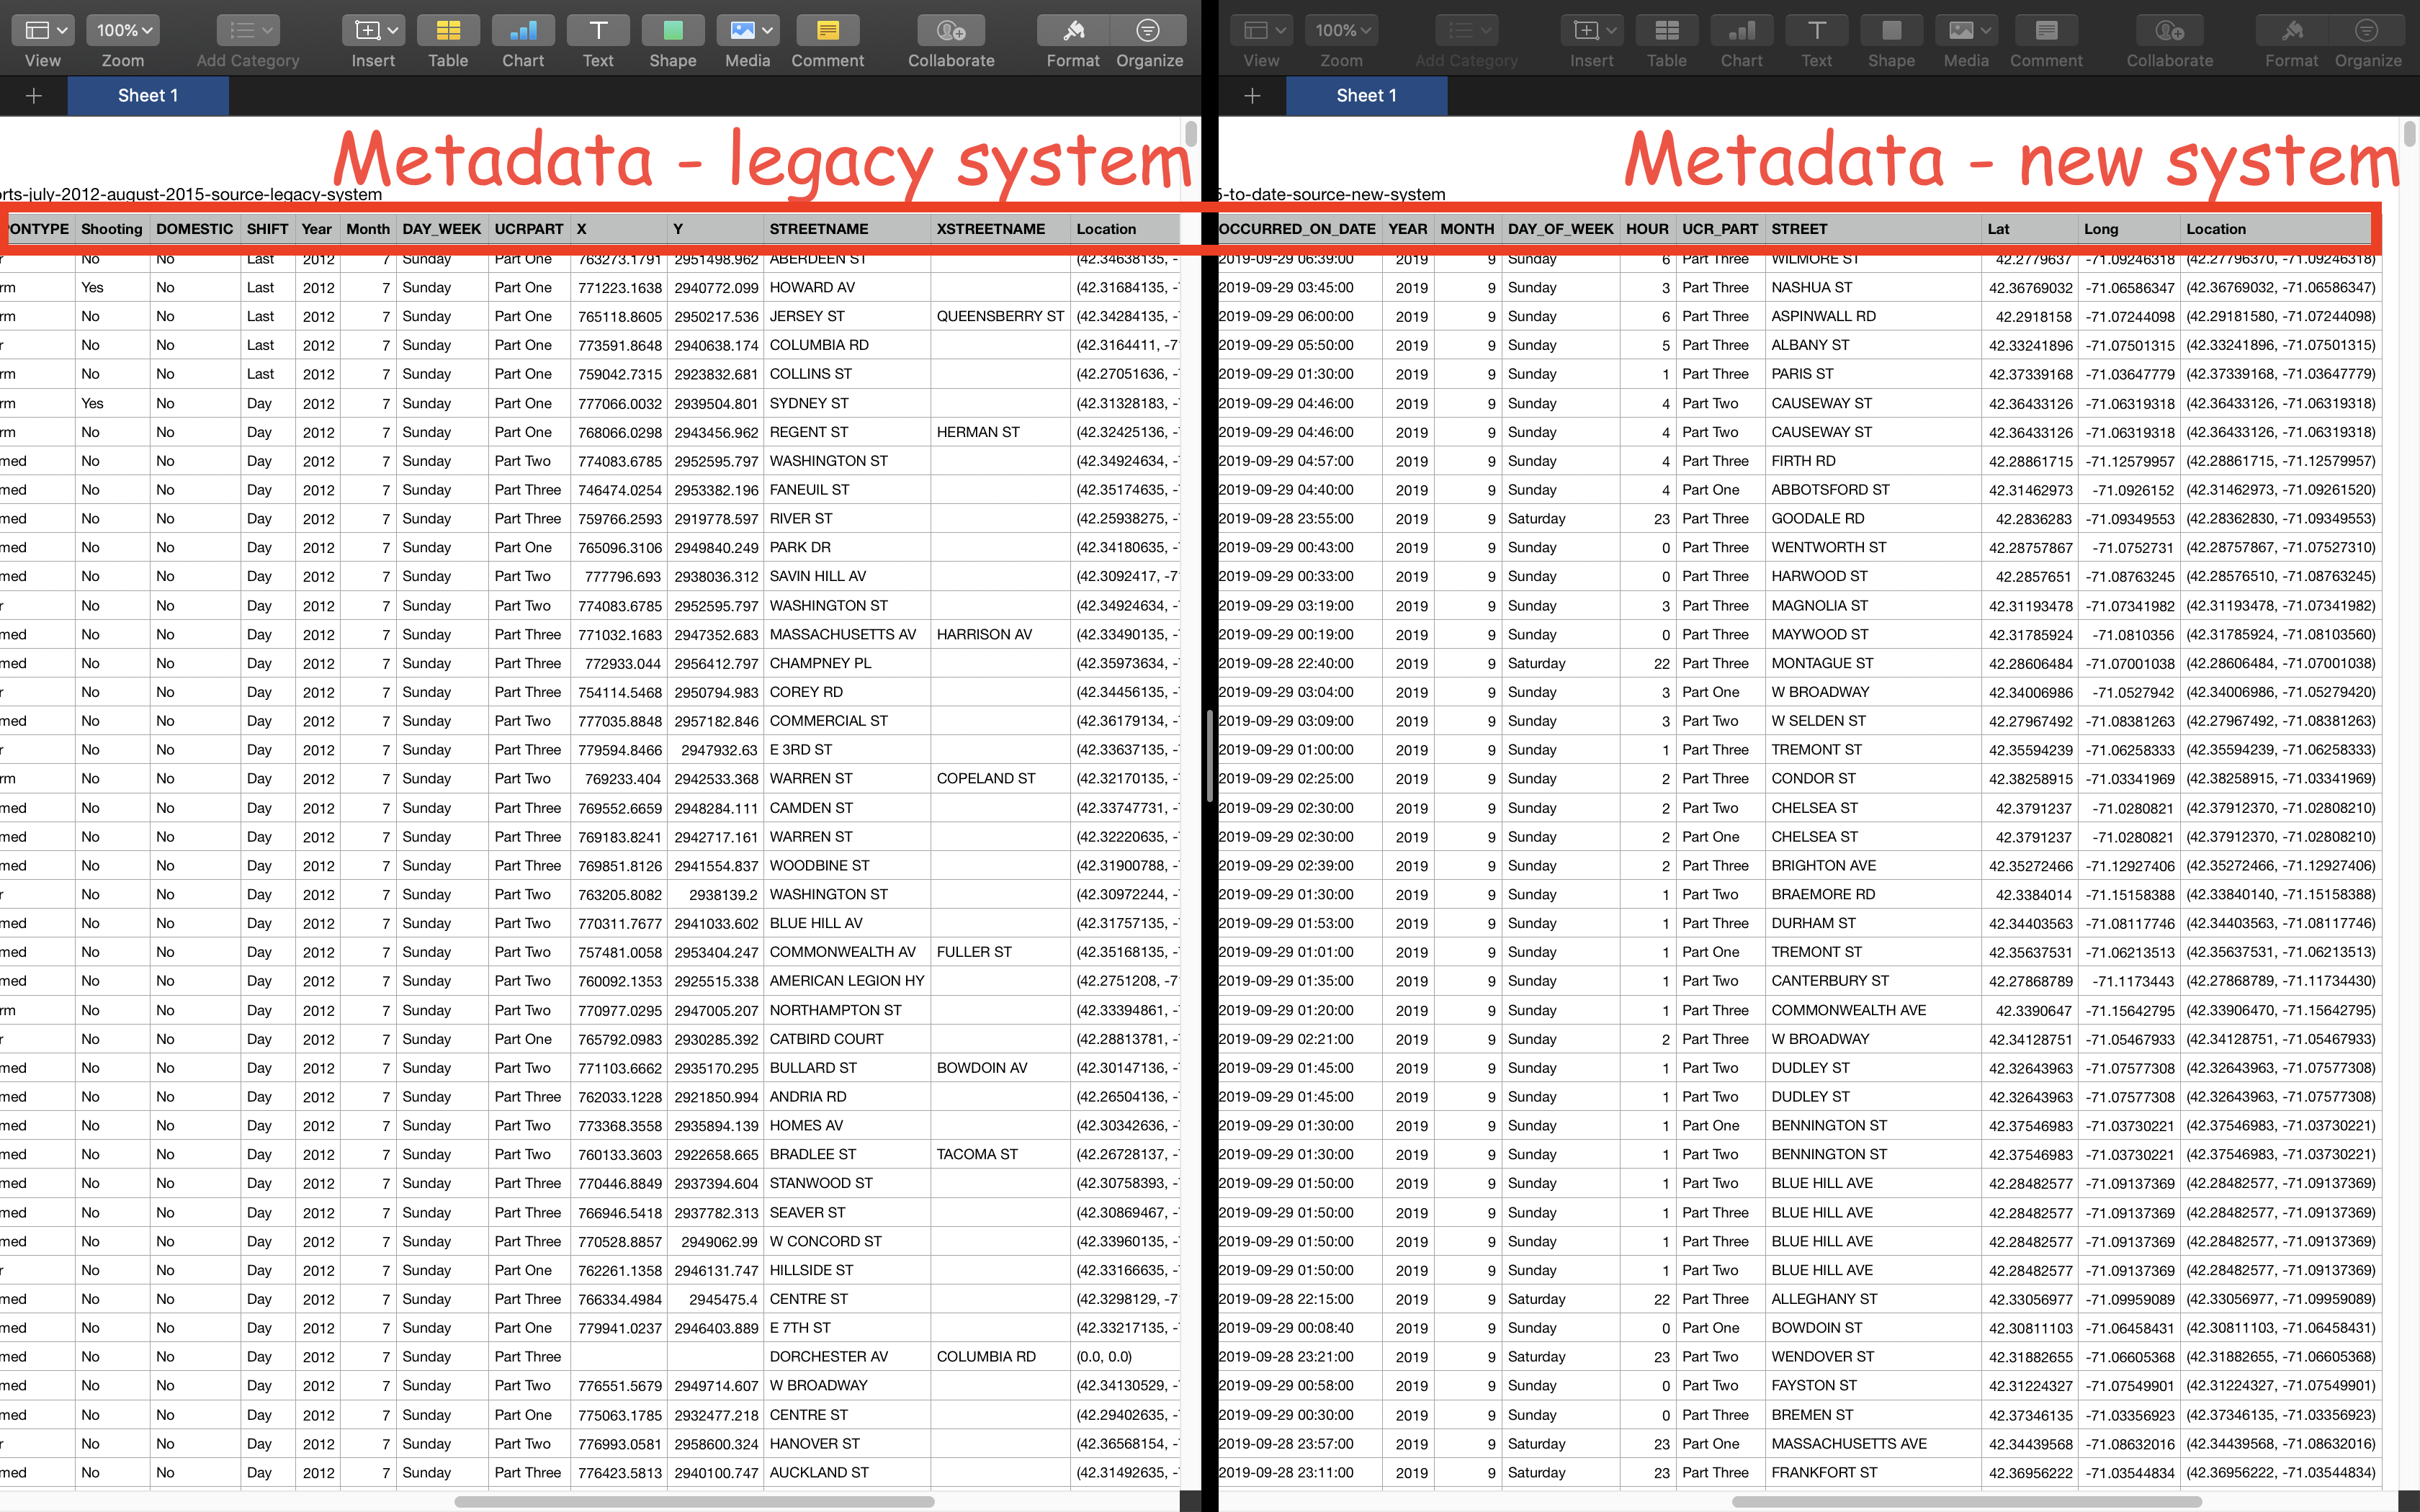 View
100%
Zoom
Add Category
Insert
Table
Chart
Text
Shape
Media
Comment
Collaborate
Format
Organize
Sheet 1
Metadata - legacy system
orts-july-2012-august-2015-source-legacy-system
PONTYPE Shooting DOMESTIC SHIFT Year Month DAY_WEEK UCRPART X Y STREETNAME XSTREETNAME Location
r No No Last 2012 7 Sunday Part One 763273.1791 2951498.962 ABERDEEN ST (42.34638135, -
rm Yes No Last 2012 7 Sunday Part One 771223.1638 2940772.099 HOWARD AV (42.31684135, -
rm No No Last 2012 7 Sunday Part One 765118.8605 2950217.536 JERSEY ST QUEENSBERRY ST (42.34284135, -
r No No Last 2012 7 Sunday Part One 773591.8648 2940638.174 COLUMBIA RD (42.3164411, -7
rm No No Last 2012 7 Sunday Part One 759042.7315 2923832.681 COLLINS ST (42.27051636, -
rm Yes No Day 2012 7 Sunday Part One 777066.0032 2939504.801 SYDNEY ST (42.31328183, -
rm No No Day 2012 7 Sunday Part One 768066.0298 2943456.962 REGENT ST HERMAN ST (42.32425136, -
med No No Day 2012 7 Sunday Part Two 774083.6785 2952595.797 WASHINGTON ST (42.34924634, -
med No No Day 2012 7 Sunday Part Three 746474.0254 2953382.196 FANEUIL ST (42.35174635, -
med No No Day 2012 7 Sunday Part Three 759766.2593 2919778.597 RIVER ST (42.25938275, -
med No No Day 2012 7 Sunday Part One 765096.3106 2949840.249 PARK DR (42.34180635, -
med No No Day 2012 7 Sunday Part Two 777796.693 2938036.312 SAVIN HILL AV (42.3092417, -7
r No No Day 2012 7 Sunday Part Two 774083.6785 2952595.797 WASHINGTON ST (42.34924634, -
med No No Day 2012 7 Sunday Part Three 771032.1683 2947352.683 MASSACHUSETTS AV HARRISON AV (42.33490135, -
med No No Day 2012 7 Sunday Part Three 772933.044 2956412.797 CHAMPNEY PL (42.35973634, -
r No No Day 2012 7 Sunday Part Three 754114.5468 2950794.983 COREY RD (42.34456135, -
med No No Day 2012 7 Sunday Part Two 777035.8848 2957182.846 COMMERCIAL ST (42.36179134, -
r No No Day 2012 7 Sunday Part Three 779594.8466 2947932.63 E 3RD ST (42.33637135, -
rm No No Day 2012 7 Sunday Part Two 769233.404 2942533.368 WARREN ST COPELAND ST (42.32170135, -
med No No Day 2012 7 Sunday Part Three 769552.6659 2948284.111 CAMDEN ST (42.33747731, -
med No No Day 2012 7 Sunday Part Three 769183.8241 2942717.161 WARREN ST (42.32220635, -
med No No Day 2012 7 Sunday Part Three 769851.8126 2941554.837 WOODBINE ST (42.31900788, -
r No No Day 2012 7 Sunday Part Two 763205.8082 2938139.2 WASHINGTON ST (42.30972244, -
med No No Day 2012 7 Sunday Part Two 770311.7677 2941033.602 BLUE HILL AV (42.31757135, -
med No No Day 2012 7 Sunday Part Two 757481.0058 2953404.247 COMMONWEALTH AV FULLER ST (42.35168135, -
med No No Day 2012 7 Sunday Part Two 760092.1353 2925515.338 AMERICAN LEGION HY (42.2751208, -7
rm No No Day 2012 7 Sunday Part Two 770977.0295 2947005.207 NORTHAMPTON ST (42.33394861, -
r No No Day 2012 7 Sunday Part One 765792.0983 2930285.392 CATBIRD COURT (42.28813781, -
med No No Day 2012 7 Sunday Part Two 771103.6662 2935170.295 BULLARD ST BOWDOIN AV (42.30147136, -
med No No Day 2012 7 Sunday Part Three 762033.1228 2921850.994 ANDRIA RD (42.26504136, -
med No No Day 2012 7 Sunday Part Two 773368.3558 2935894.139 HOMES AV (42.30342636, -
med No No Day 2012 7 Sunday Part Two 760133.3603 2922658.665 BRADLEE ST TACOMA ST (42.26728137, -
med No No Day 2012 7 Sunday Part Three 770446.8849 2937394.604 STANWOOD ST (42.30758393, -
med No No Day 2012 7 Sunday Part Three 766946.5418 2937782.313 SEAVER ST (42.30869467, -
med No No Day 2012 7 Sunday Part Three 770528.8857 2949062.99 W CONCORD ST (42.33960135, -
r No No Day 2012 7 Sunday Part One 762261.1358 2946131.747 HILLSIDE ST (42.33166635, -
med No No Day 2012 7 Sunday Part Three 766334.4984 2945475.4 CENTRE ST (42.3298129, -7
r No No Day 2012 7 Sunday Part One 779941.0237 2946403.889 E 7TH ST (42.33217135, -
med No No Day 2012 7 Sunday Part Three DORCHESTER AV COLUMBIA RD (0.0, 0.0)
med No No Day 2012 7 Sunday Part Two 776551.5679 2949714.607 W BROADWAY (42.34130529, -
med No No Day 2012 7 Sunday Part One 775063.1785 2932477.218 CENTRE ST (42.29402635, -
r No No Day 2012 7 Sunday Part Two 776993.0581 2958600.324 HANOVER ST (42.36568154, -
med No No Day 2012 7 Sunday Part Three 776423.5813 2940100.747 AUCKLAND ST (42.31492635, -
View
100%
Zoom
Add Category
Insert
Table
Chart
Text
Shape
Media
Comment
Collaborate
Format
Organize
Sheet 1
Metadata - new system
5-to-date-source-new-system
OCCURRED_ON_DATE YEAR MONTH DAY_OF_WEEK HOUR UCR_PART STREET Lat Long Location
2019-09-29 06:39:00 2019 9 Sunday 6 Part Three WILMORE ST 42.2779637 -71.09246318 (42.27796370, -71.09246318)
2019-09-29 03:45:00 2019 9 Sunday 3 Part Three NASHUA ST 42.36769032 -71.06586347 (42.36769032, -71.06586347)
2019-09-29 06:00:00 2019 9 Sunday 6 Part Three ASPINWALL RD 42.2918158 -71.07244098 (42.29181580, -71.07244098)
2019-09-29 05:50:00 2019 9 Sunday 5 Part Three ALBANY ST 42.33241896 -71.07501315 (42.33241896, -71.07501315)
2019-09-29 01:30:00 2019 9 Sunday 1 Part Three PARIS ST 42.37339168 -71.03647779 (42.37339168, -71.03647779)
2019-09-29 04:46:00 2019 9 Sunday 4 Part Two CAUSEWAY ST 42.36433126 -71.06319318 (42.36433126, -71.06319318)
2019-09-29 04:46:00 2019 9 Sunday 4 Part Two CAUSEWAY ST 42.36433126 -71.06319318 (42.36433126, -71.06319318)
2019-09-29 04:57:00 2019 9 Sunday 4 Part Three FIRTH RD 42.28861715 -71.12579957 (42.28861715, -71.12579957)
2019-09-29 04:40:00 2019 9 Sunday 4 Part One ABBOTSFORD ST 42.31462973 -71.0926152 (42.31462973, -71.09261520)
2019-09-28 23:55:00 2019 9 Saturday 23 Part Three GOODALE RD 42.2836283 -71.09349553 (42.28362830, -71.09349553)
2019-09-29 00:43:00 2019 9 Sunday 0 Part Three WENTWORTH ST 42.28757867 -71.0752731 (42.28757867, -71.07527310)
2019-09-29 00:33:00 2019 9 Sunday 0 Part Three HARWOOD ST 42.2857651 -71.08763245 (42.28576510, -71.08763245)
2019-09-29 03:19:00 2019 9 Sunday 3 Part Three MAGNOLIA ST 42.31193478 -71.07341982 (42.31193478, -71.07341982)
2019-09-29 00:19:00 2019 9 Sunday 0 Part Three MAYWOOD ST 42.31785924 -71.0810356 (42.31785924, -71.08103560)
2019-09-28 22:40:00 2019 9 Saturday 22 Part Three MONTAGUE ST 42.28606484 -71.07001038 (42.28606484, -71.07001038)
2019-09-29 03:04:00 2019 9 Sunday 3 Part One W BROADWAY 42.34006986 -71.0527942 (42.34006986, -71.05279420)
2019-09-29 03:09:00 2019 9 Sunday 3 Part Two W SELDEN ST 42.27967492 -71.08381263 (42.27967492, -71.08381263)
2019-09-29 01:00:00 2019 9 Sunday 1 Part Three TREMONT ST 42.35594239 -71.06258333 (42.35594239, -71.06258333)
2019-09-29 02:25:00 2019 9 Sunday 2 Part Three CONDOR ST 42.38258915 -71.03341969 (42.38258915, -71.03341969)
2019-09-29 02:30:00 2019 9 Sunday 2 Part Two CHELSEA ST 42.3791237 -71.0280821 (42.37912370, -71.02808210)
2019-09-29 02:30:00 2019 9 Sunday 2 Part One CHELSEA ST 42.3791237 -71.0280821 (42.37912370, -71.02808210)
2019-09-29 02:39:00 2019 9 Sunday 2 Part Three BRIGHTON AVE 42.35272466 -71.12927406 (42.35272466, -71.12927406)
2019-09-29 01:30:00 2019 9 Sunday 1 Part Two BRAEMORE RD 42.3384014 -71.15158388 (42.33840140, -71.15158388)
2019-09-29 01:53:00 2019 9 Sunday 1 Part Three DURHAM ST 42.34403563 -71.08117746 (42.34403563, -71.08117746)
2019-09-29 01:01:00 2019 9 Sunday 1 Part One TREMONT ST 42.35637531 -71.06213513 (42.35637531, -71.06213513)
2019-09-29 01:35:00 2019 9 Sunday 1 Part Two CANTERBURY ST 42.27868789 -71.1173443 (42.27868789, -71.11734430)
2019-09-29 01:20:00 2019 9 Sunday 1 Part Three COMMONWEALTH AVE 42.3390647 -71.15642795 (42.33906470, -71.15642795)
2019-09-29 02:21:00 2019 9 Sunday 2 Part Three W BROADWAY 42.34128751 -71.05467933 (42.34128751, -71.05467933)
2019-09-29 01:45:00 2019 9 Sunday 1 Part Two DUDLEY ST 42.32643963 -71.07577308 (42.32643963, -71.07577308)
2019-09-29 01:45:00 2019 9 Sunday 1 Part Two DUDLEY ST 42.32643963 -71.07577308 (42.32643963, -71.07577308)
2019-09-29 01:30:00 2019 9 Sunday 1 Part One BENNINGTON ST 42.37546983 -71.03730221 (42.37546983, -71.03730221)
2019-09-29 01:30:00 2019 9 Sunday 1 Part Two BENNINGTON ST 42.37546983 -71.03730221 (42.37546983, -71.03730221)
2019-09-29 01:50:00 2019 9 Sunday 1 Part Two BLUE HILL AVE 42.28482577 -71.09137369 (42.28482577, -71.09137369)
2019-09-29 01:50:00 2019 9 Sunday 1 Part Three BLUE HILL AVE 42.28482577 -71.09137369 (42.28482577, -71.09137369)
2019-09-29 01:50:00 2019 9 Sunday 1 Part Three BLUE HILL AVE 42.28482577 -71.09137369 (42.28482577, -71.09137369)
2019-09-29 01:50:00 2019 9 Sunday 1 Part Two BLUE HILL AVE 42.28482577 -71.09137369 (42.28482577, -71.09137369)
2019-09-28 22:15:00 2019 9 Saturday 22 Part Three ALLEGHANY ST 42.33056977 -71.09959089 (42.33056977, -71.09959089)
2019-09-29 00:08:40 2019 9 Sunday 0 Part One BOWDOIN ST 42.30811103 -71.06458431 (42.30811103, -71.06458431)
2019-09-28 23:21:00 2019 9 Saturday 23 Part Two WENDOVER ST 42.31882655 -71.06605368 (42.31882655, -71.06605368)
2019-09-29 00:58:00 2019 9 Sunday 0 Part Two FAYSTON ST 42.31224327 -71.07549901 (42.31224327, -71.07549901)
2019-09-29 00:30:00 2019 9 Sunday 0 Part Three BREMEN ST 42.37346135 -71.03356923 (42.37346135, -71.03356923)
2019-09-28 23:57:00 2019 9 Saturday 23 Part One MASSACHUSETTS AVE 42.34439568 -71.08632016 (42.34439568, -71.08632016)
2019-09-28 23:11:00 2019 9 Saturday 23 Part Three FRANKFORT ST 42.36956222 -71.03544834 (42.36956222, -71.03544834)